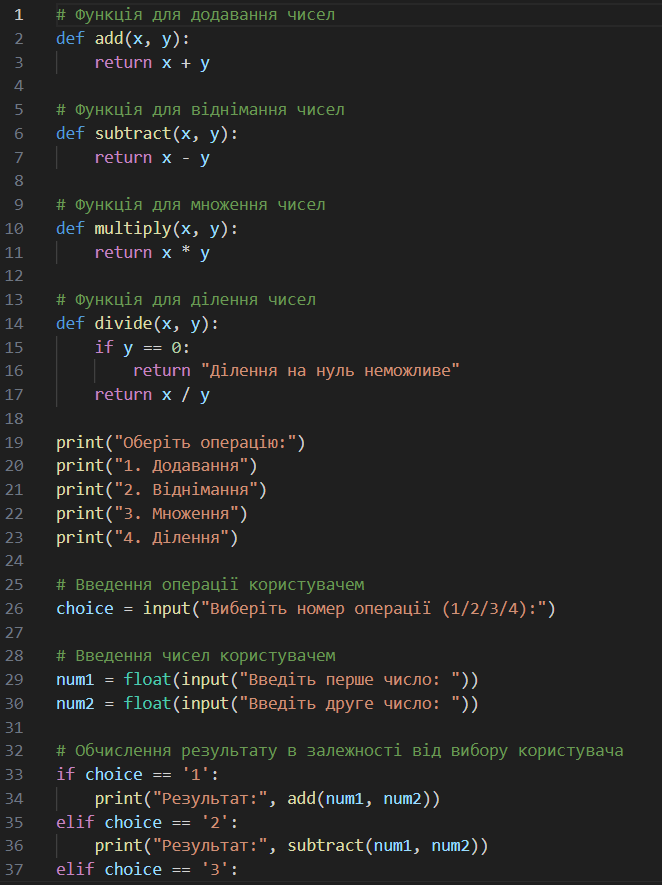 1 # Функція для додавання чисел
2 def add(x, y):
3     return x + y
4
5 # Функція для віднімання чисел
6 def subtract(x, y):
7     return x - y
8
9 # Функція для множення чисел
10 def multiply(x, y):
11     return x * y
12
13 # Функція для ділення чисел
14 def divide(x, y):
15     if y == 0:
16         return "Ділення на нуль неможливе"
17     return x / y
18
19 print("Оберіть операцію:")
20 print("1. Додавання")
21 print("2. Віднімання")
22 print("3. Множення")
23 print("4. Ділення")
24
25 # Введення операції користувачем
26 choice = input("Виберіть номер операції (1/2/3/4):")
27
28 # Введення чисел користувачем
29 num1 = float(input("Введіть перше число: "))
30 num2 = float(input("Введіть друге число: "))
31
32 # Обчислення результату в залежності від вибору користувача
33 if choice == '1':
34     print("Результат:", add(num1, num2))
35 elif choice == '2':
36     print("Результат:", subtract(num1, num2))
37 elif choice == '3':